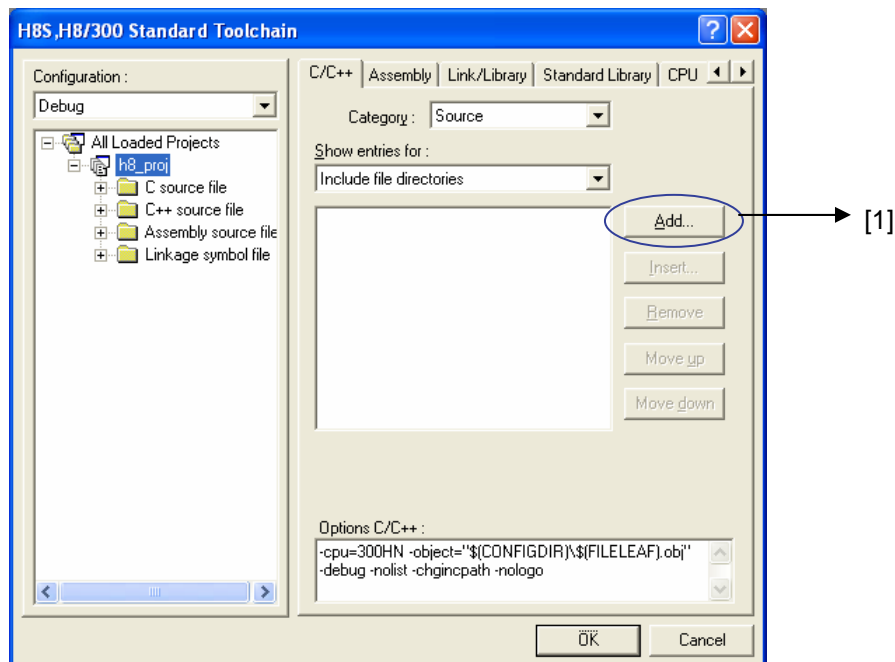 H8S,H8/300 Standard Toolchain
Configuration :
Debug
All Loaded Projects
h8_proj
C source file
C++ source file
Assembly source file
Linkage symbol file
C/C++ Assembly Link/Library Standard Library CPU
Category : Source
Show entries for :
Include file directories
Add...
[1]
Insert...
Remove
Move up
Move down
Options C/C++ :
-cpu=300HN -object="$(CONFIGDIR)\$(FILELEAF).obj"
-debug -nolist -chgincpath -nologo
OK Cancel